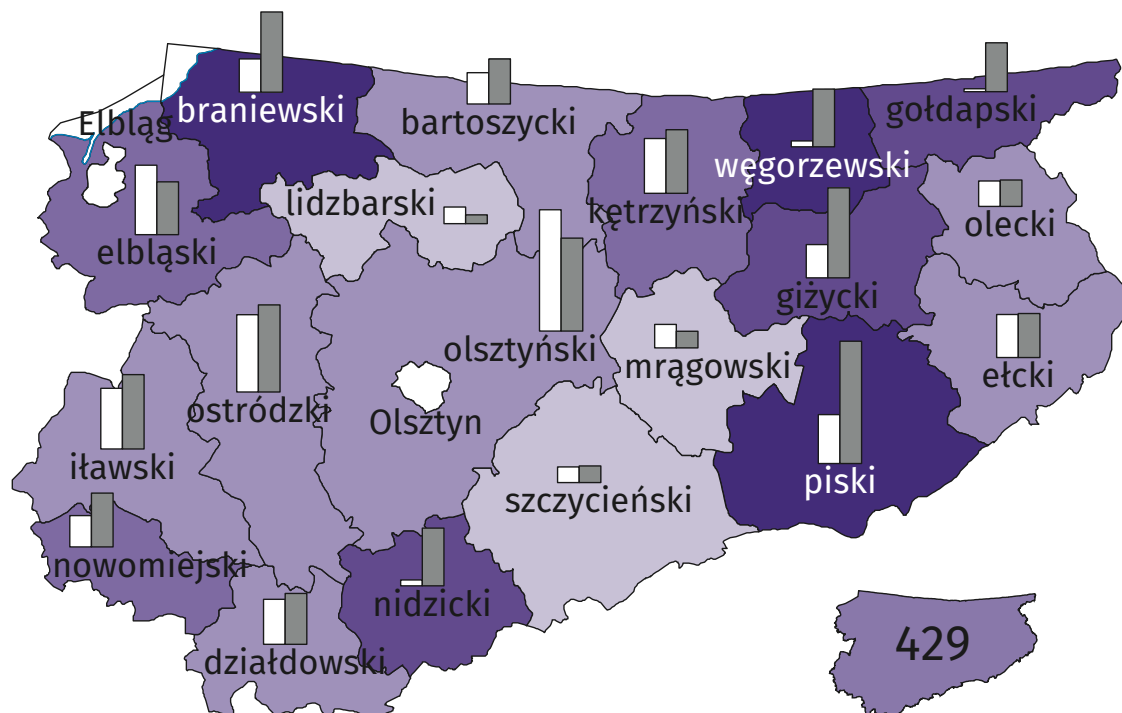 Elbląg
braniewski
bartoszycki
gołdapski
węgorzewski
lidzbarski
kętrzyński
olecki
elbląski
giżycki
olsztyński
mrągowski
ełcki
ostródzki
Olsztyn
iławski
szczycieński
piski
nowomiejski
nidzicki
429
działdowski